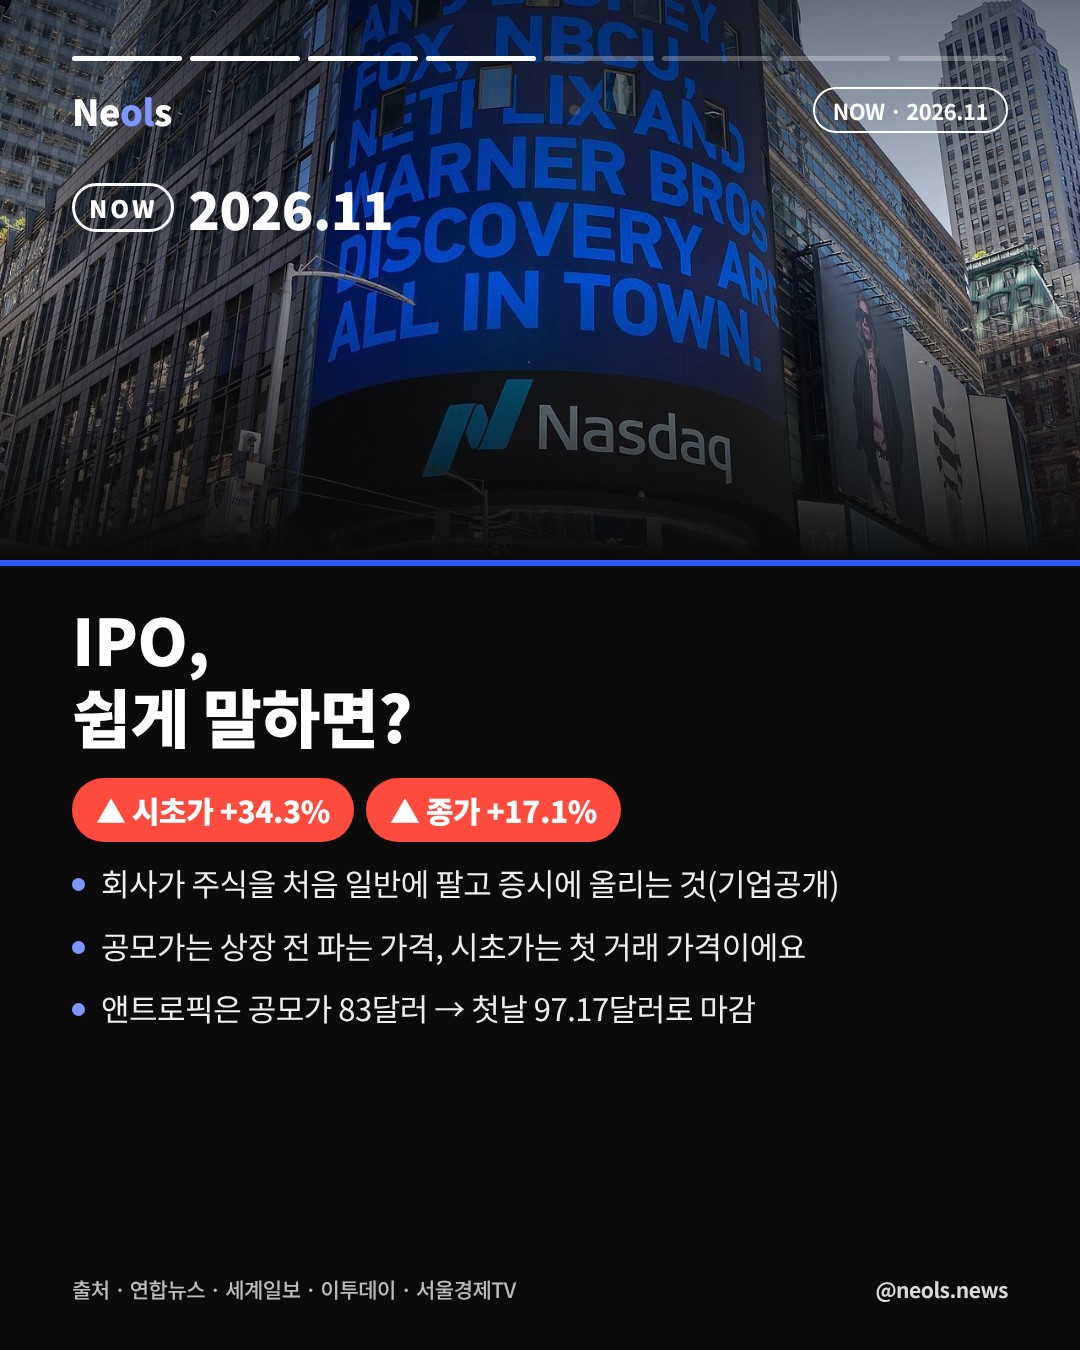 AND DISNEY,
FOX, NBCU,
NETFLIX AND
WARNER BROS
DISCOVERY ARE
ALL IN TOWN.
Nasdaq
Neols
NOW · 2026.11
NOW 2026.11
IPO,
쉽게 말하면?
▲ 시초가 +34.3% ▲ 종가 +17.1%
• 회사가 주식을 처음 일반에 팔고 증시에 올리는 것(기업공개)
• 공모가는 상장 전 파는 가격, 시초가는 첫 거래 가격이에요
• 앤트로픽은 공모가 83달러 → 첫날 97.17달러로 마감
출처 · 연합뉴스 · 세계일보 · 이투데이 · 서울경제TV
@neols.news